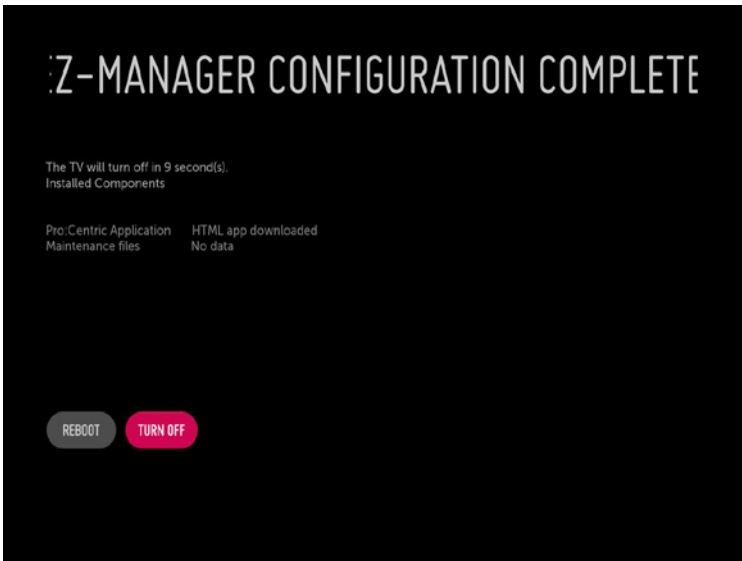 EZ-MANAGER CONFIGURATION COMPLETE
The TV will turn off in 9 second(s).
Installed Components
Pro:Centric Application HTML app downloaded
Maintenance files No data
REBOOT TURN OFF